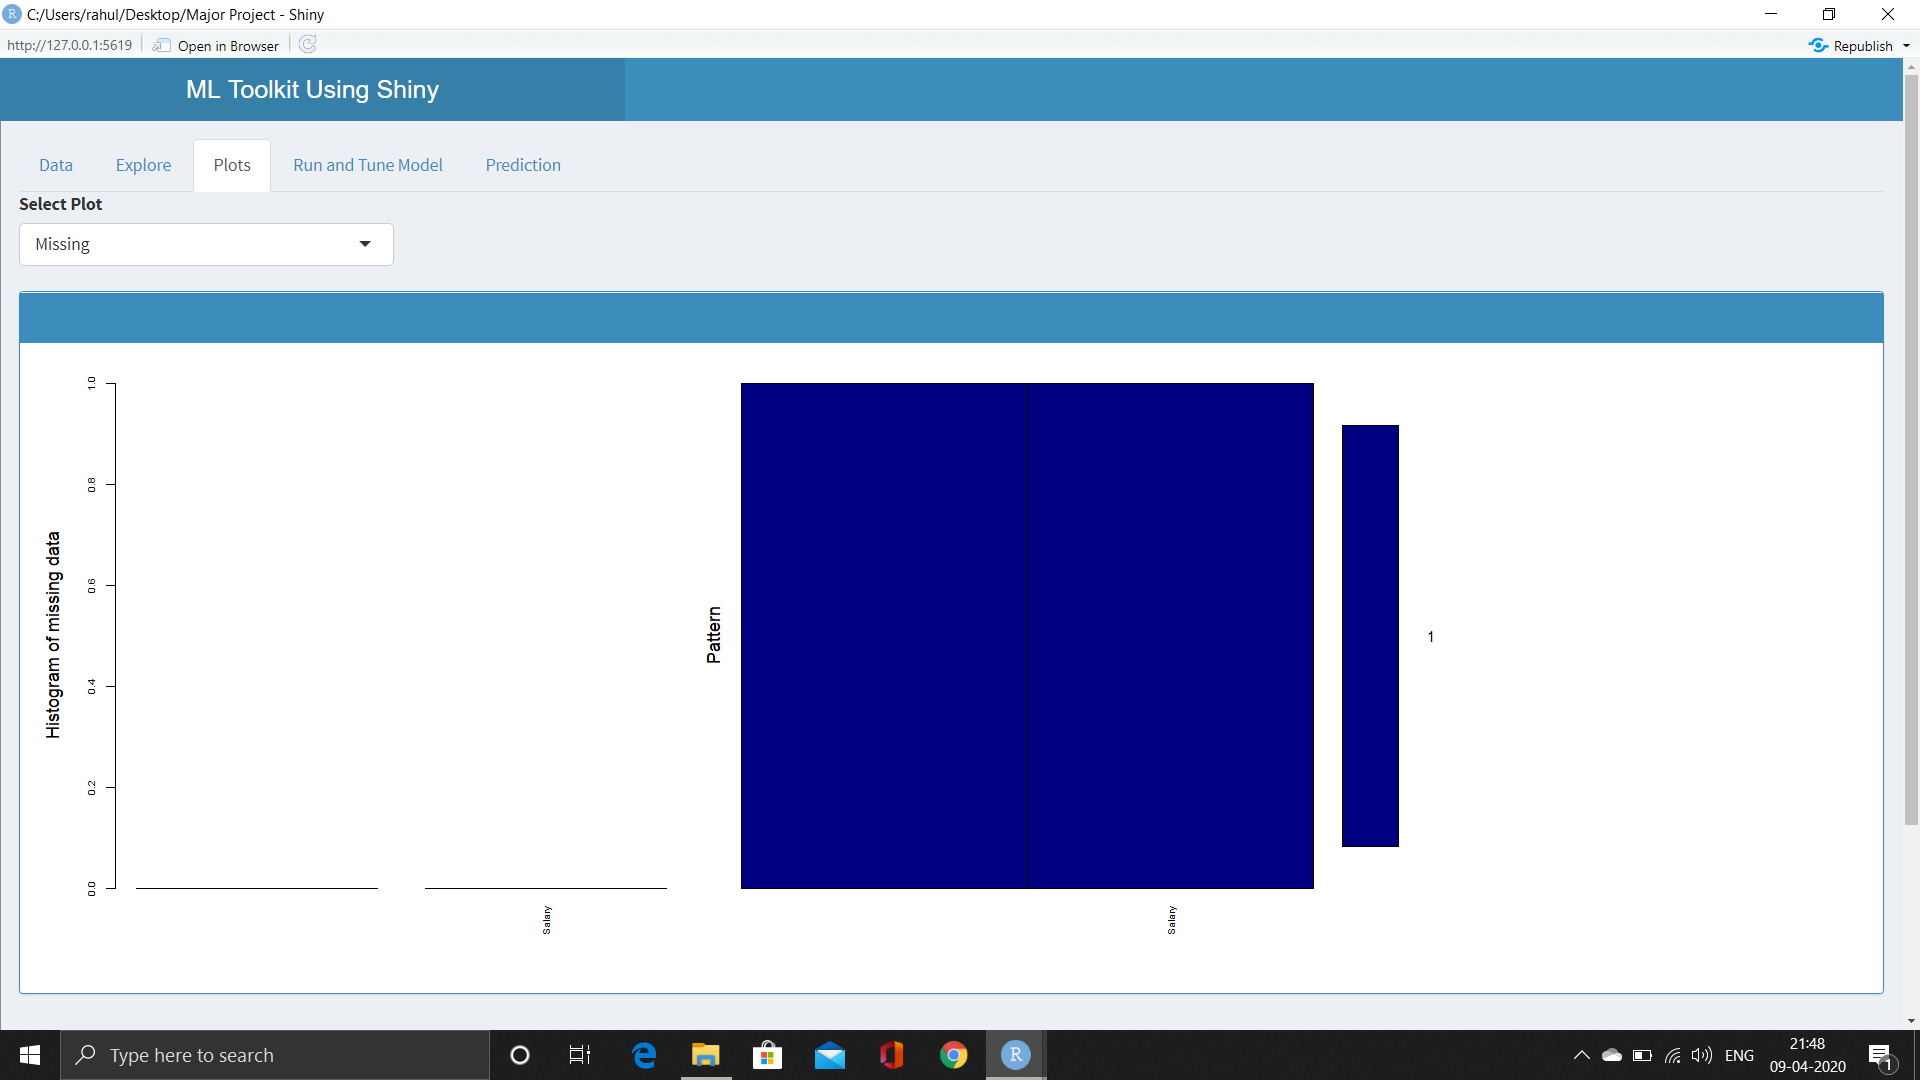 R C:/Users/rahul/Desktop/Major Project - Shiny
http://127.0.0.1:5619 Open in Browser Republish
ML Toolkit Using Shiny
Data Explore Plots Run and Tune Model Prediction
Select Plot
Missing
Histogram of missing data
1.0
0.8
0.6
0.4
0.2
0.0
Salary
Pattern
Salary
1
Type here to search
R
ENG
21:48
09-04-2020
1